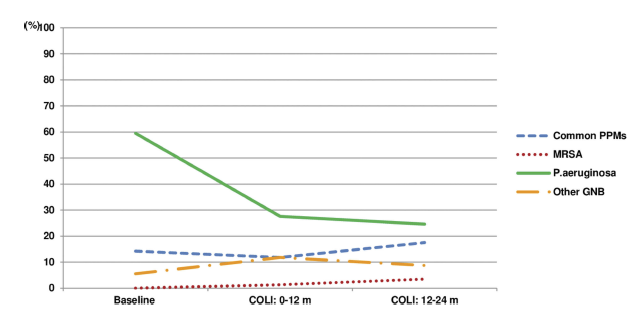 (%)
100
90
80
70
60
50
40
30
20
10
0
Baseline
COLI: 0-12 m
COLI: 12-24 m
Common PPMs
MRSA
P.aeruginosa
Other GNB